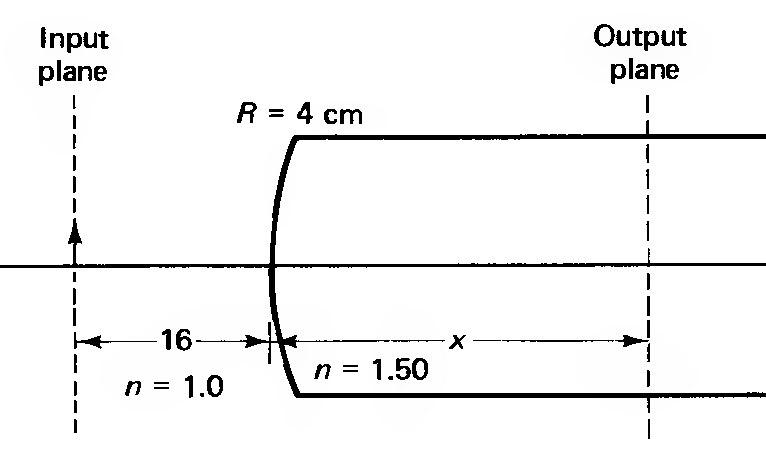 Input
plane
Output
plane
R = 4 cm
16
x
n = 1.0
n = 1.50